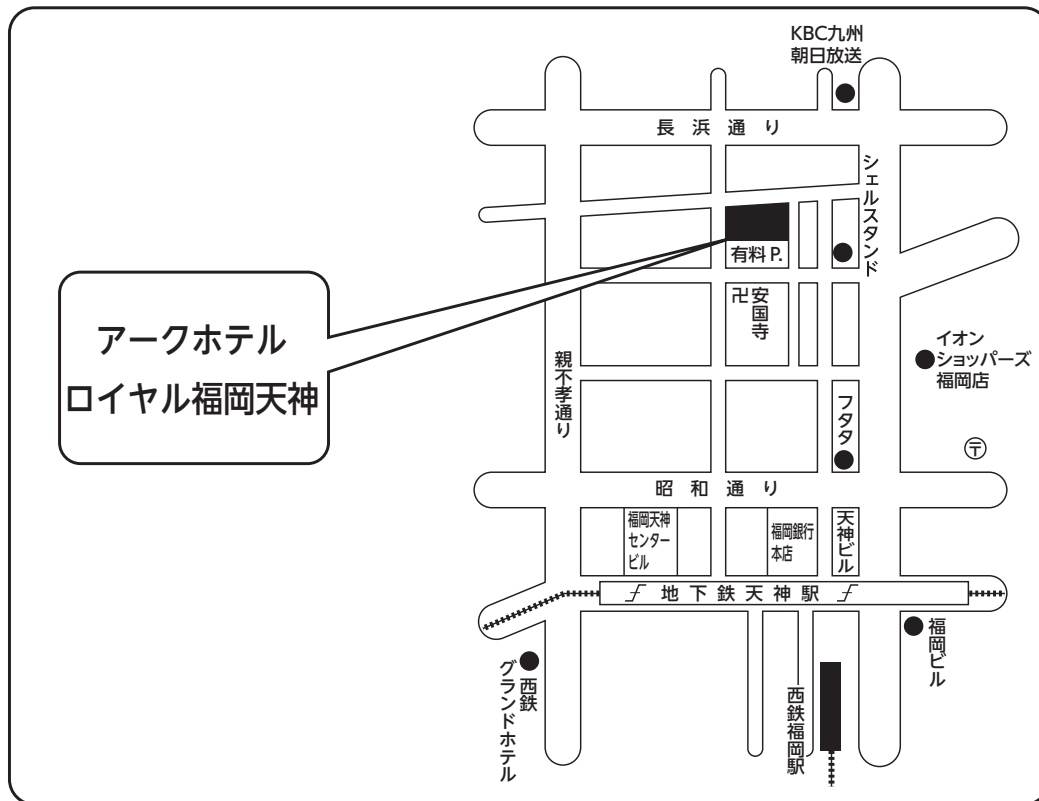 KBC九州
朝日放送
長浜通り
シェルスタンド
有料 P.
卍安国寺
アークホテル
ロイヤル福岡天神
親不孝通り
イオン
ショッパーズ
福岡店
フタタ
〒
昭和通り
福岡天神
センター
ビル
福岡銀行
本店
天神ビル
地下鉄天神駅
福岡ビル
西鉄
グランドホテル
西鉄福岡駅